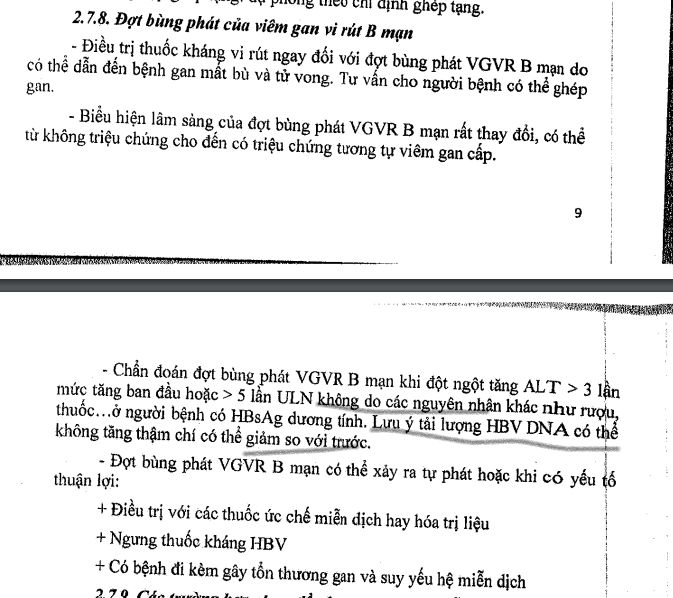 phòng theo chỉ định ghép tạng.
2.7.8. Đợt bùng phát của viêm gan vi rút B mạn
- Điều trị thuốc kháng vi rút ngay đối với đợt bùng phát VGVR B mạn do
có thể dẫn đến bệnh gan mất bù và tử vong. Tư vấn cho người bệnh có thể ghép
gan.
- Biểu hiện lâm sàng của đợt bùng phát VGVR B mạn rất thay đổi, có thể
từ không triệu chứng cho đến có triệu chứng tương tự viêm gan cấp.
9
- Chẩn đoán đợt bùng phát VGVR B mạn khi đột ngột tăng ALT > 3 lần
mức tăng ban đầu hoặc > 5 lần ULN không do các nguyên nhân khác như rượu,
thuốc...ở người bệnh có HBsAg dương tính. Lưu ý tải lượng HBV DNA có thể
không tăng thậm chí có thể giảm so với trước.
- Đợt bùng phát VGVR B mạn có thể xảy ra tự phát hoặc khi có yếu tố
thuận lợi:
+ Điều trị với các thuốc ức chế miễn dịch hay hóa trị liệu
+ Ngưng thuốc kháng HBV
+ Có bệnh đi kèm gây tổn thương gan và suy yếu hệ miễn dịch
2.7.9. Các trường hợp